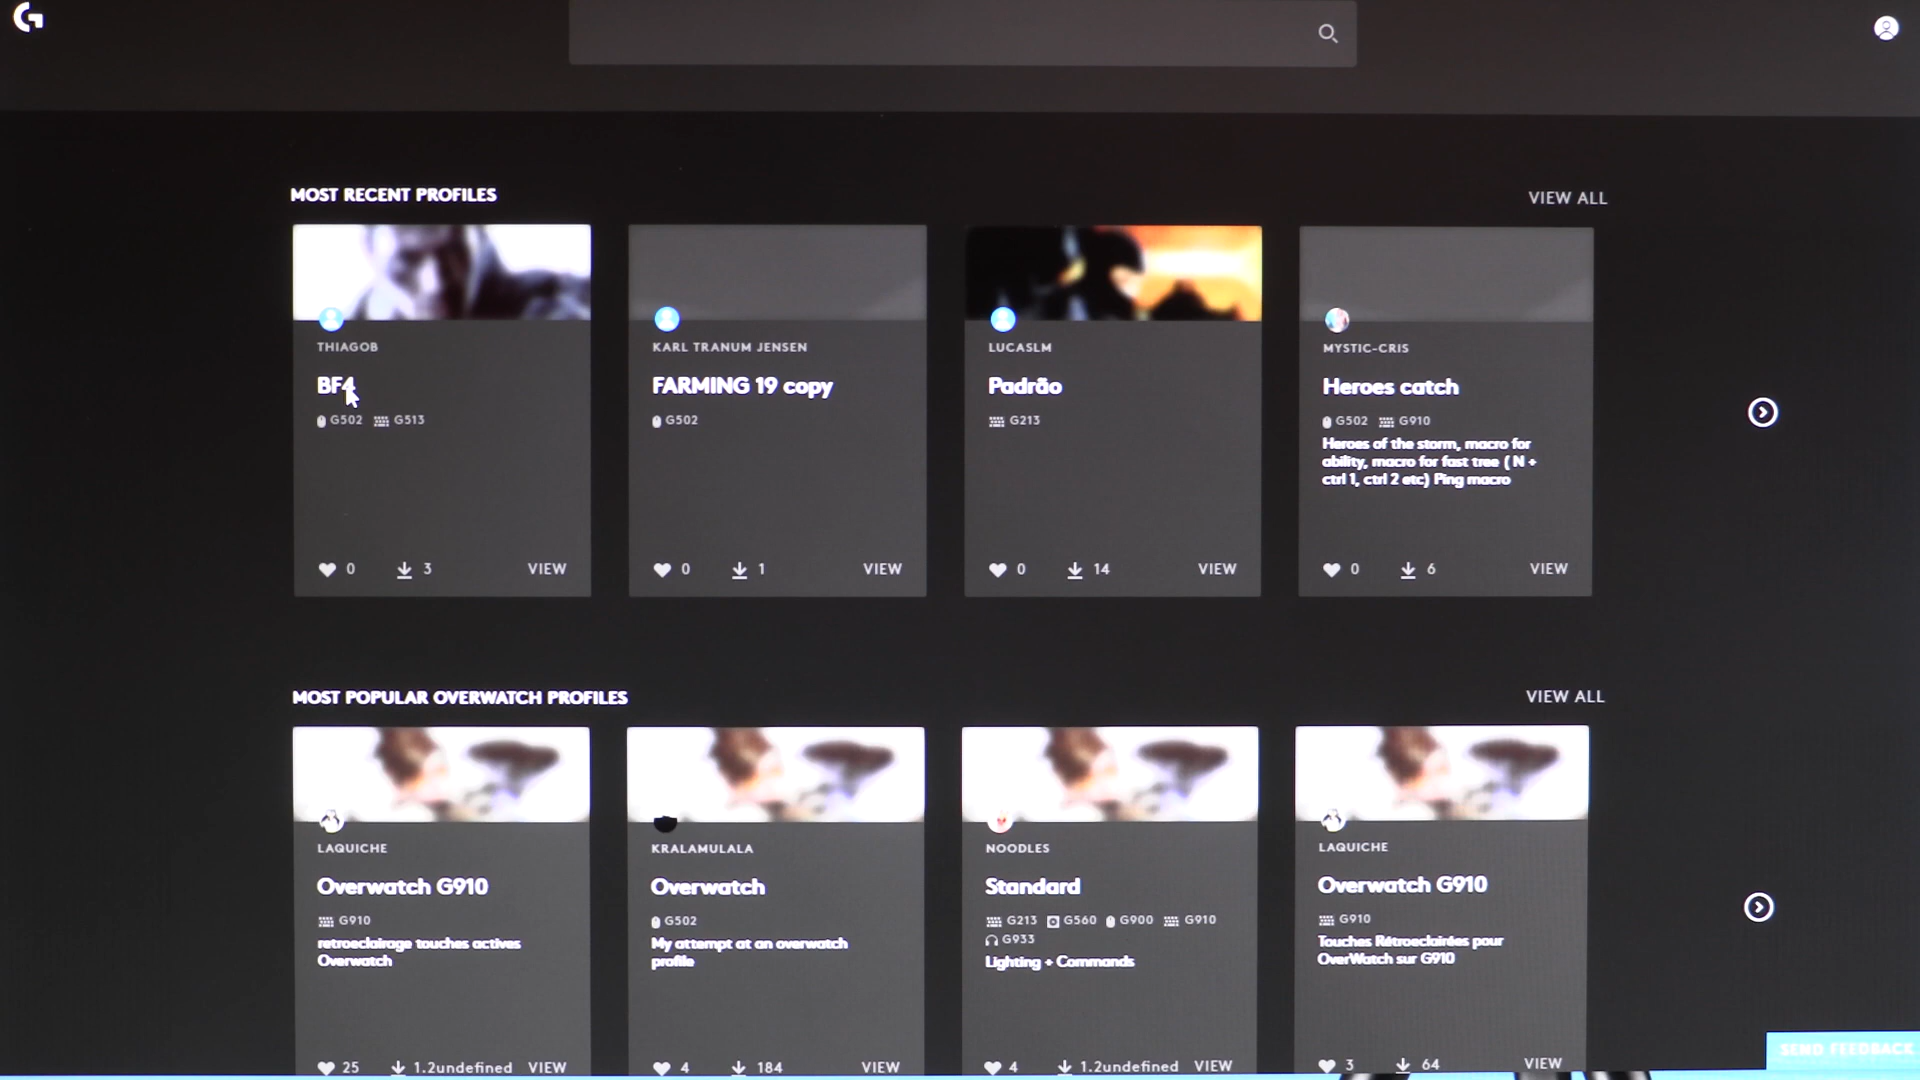 MOST RECENT PROFILES
VIEW ALL
THIAGOB
BF4
G502 G513
0 3 VIEW
KARL TRANUM JENSEN
FARMING 19 copy
G502
0 1 VIEW
LUCASLM
Padrão
G213
0 14 VIEW
MYSTIC-CRIS
Heroes catch
G502 G910
Heroes of the storm, macro for
ability, macro for fast tree ( N +
ctrl 1, ctrl 2 etc) Ping macro
0 6 VIEW
MOST POPULAR OVERWATCH PROFILES
VIEW ALL
LAQUICHE
Overwatch G910
G910
retroeclairage touches actives
Overwatch
25 1.2undefined VIEW
KRALAMULALA
Overwatch
G502
My attempt at an overwatch
profile
4 184 VIEW
NOODLES
Standard
G213 G560 G900 G910
G933
Lighting + Commands
4 1.2undefined VIEW
LAQUICHE
Overwatch G910
G910
Touches Rétroeclairées pour
OverWatch sur G910
3 64 VIEW
SEND FEEDBACK